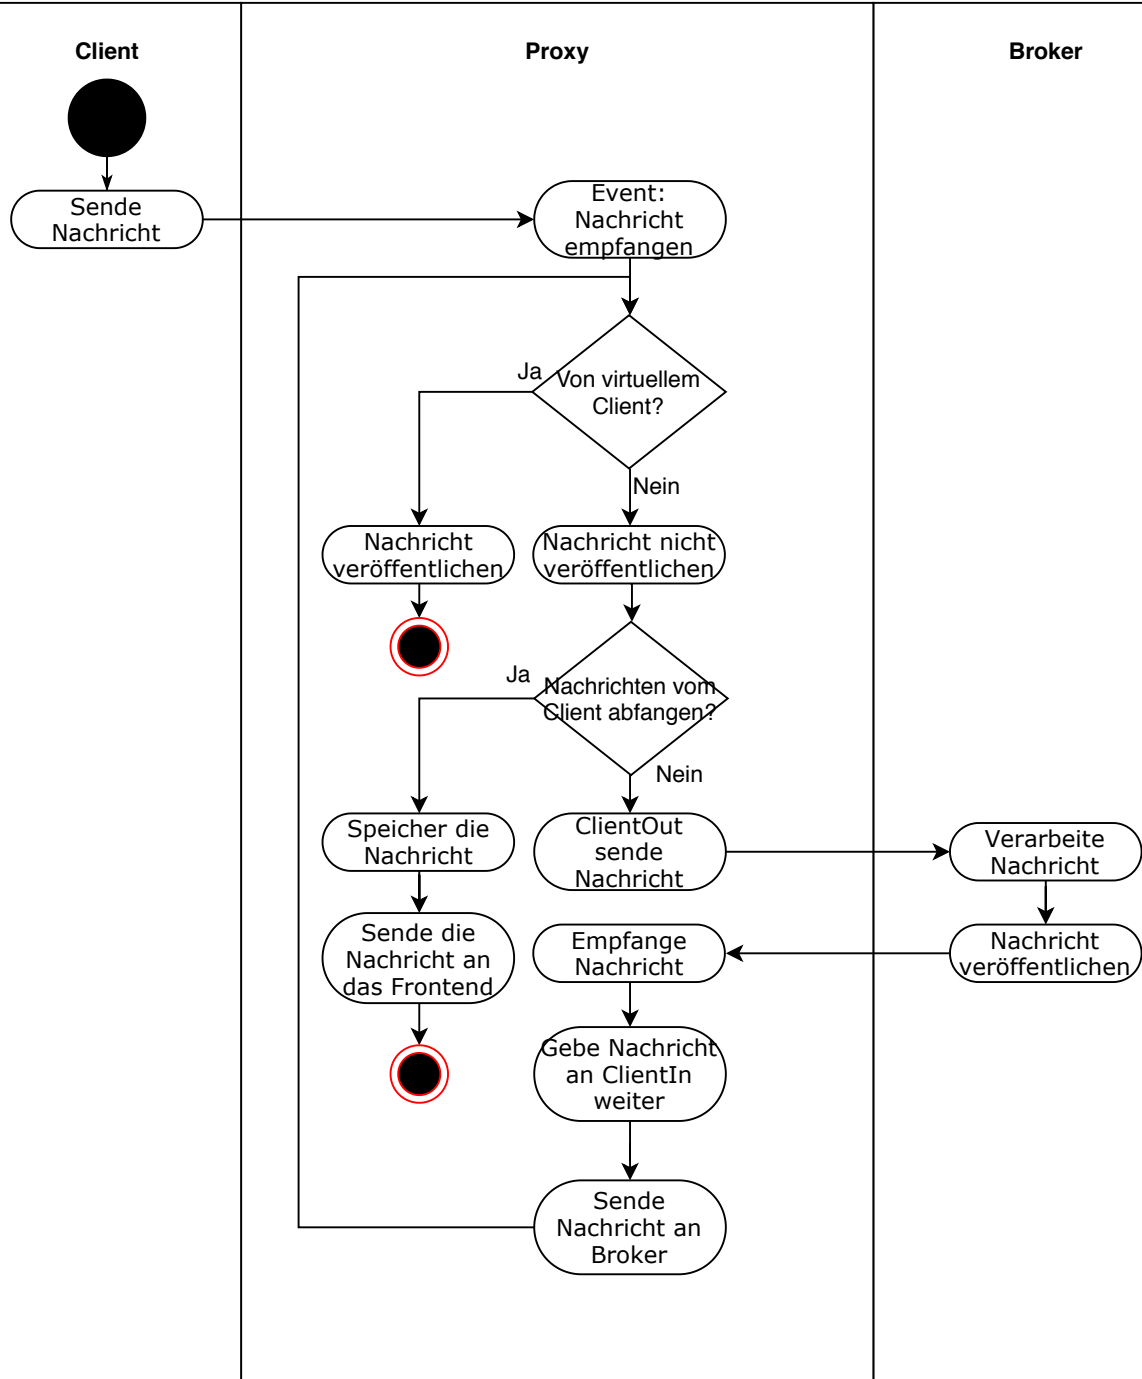 Client
Proxy
Broker
Sende
Nachricht
Event:
Nachricht
empfangen
Ja
Von virtuellem
Client?
Nein
Nachricht
veröffentlichen
Nachricht nicht
veröffentlichen
Ja
Nachrichten vom
Client abfangen?
Nein
Speicher die
Nachricht
ClientOut
sende
Nachricht
Verarbeite
Nachricht
Sende die
Nachricht an
das Frontend
Empfange
Nachricht
Nachricht
veröffentlichen
Gebe Nachricht
an ClientIn
weiter
Sende
Nachricht an
Broker